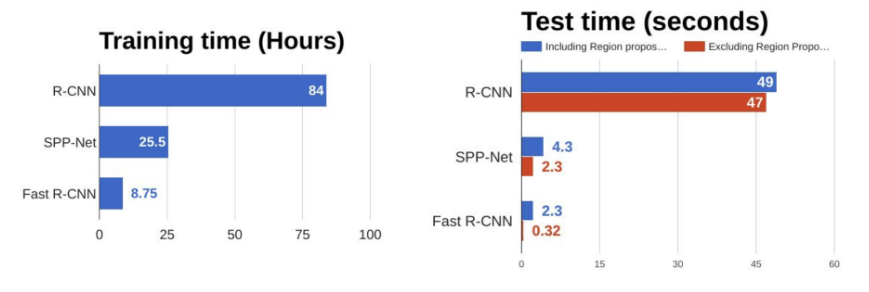 Training time (Hours)
R-CNN 84
SPP-Net 25.5
Fast R-CNN 8.75
0 25 50 75 100
Test time (seconds)
Including Region propos... Excluding Region Propo...
R-CNN 49
47
SPP-Net 4.3
2.3
Fast R-CNN 2.3
0.32
0 15 30 45 60